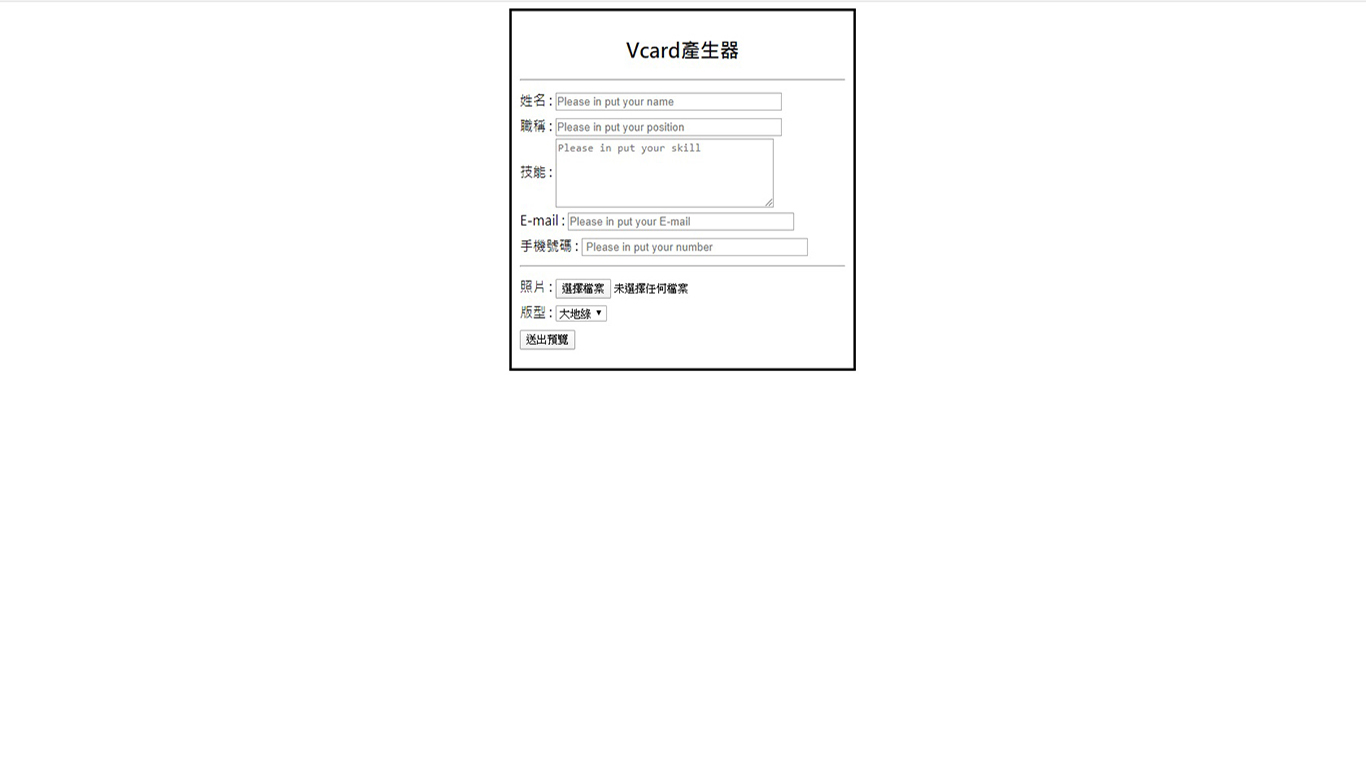 Vcard產生器
姓名 : Please in put your name
職稱 : Please in put your position
技能 : Please in put your skill
E-mail : Please in put your E-mail
手機號碼 : Please in put your number
照片 : 選擇檔案 未選擇任何檔案
版型 : 大地綠 ▼
送出預覽